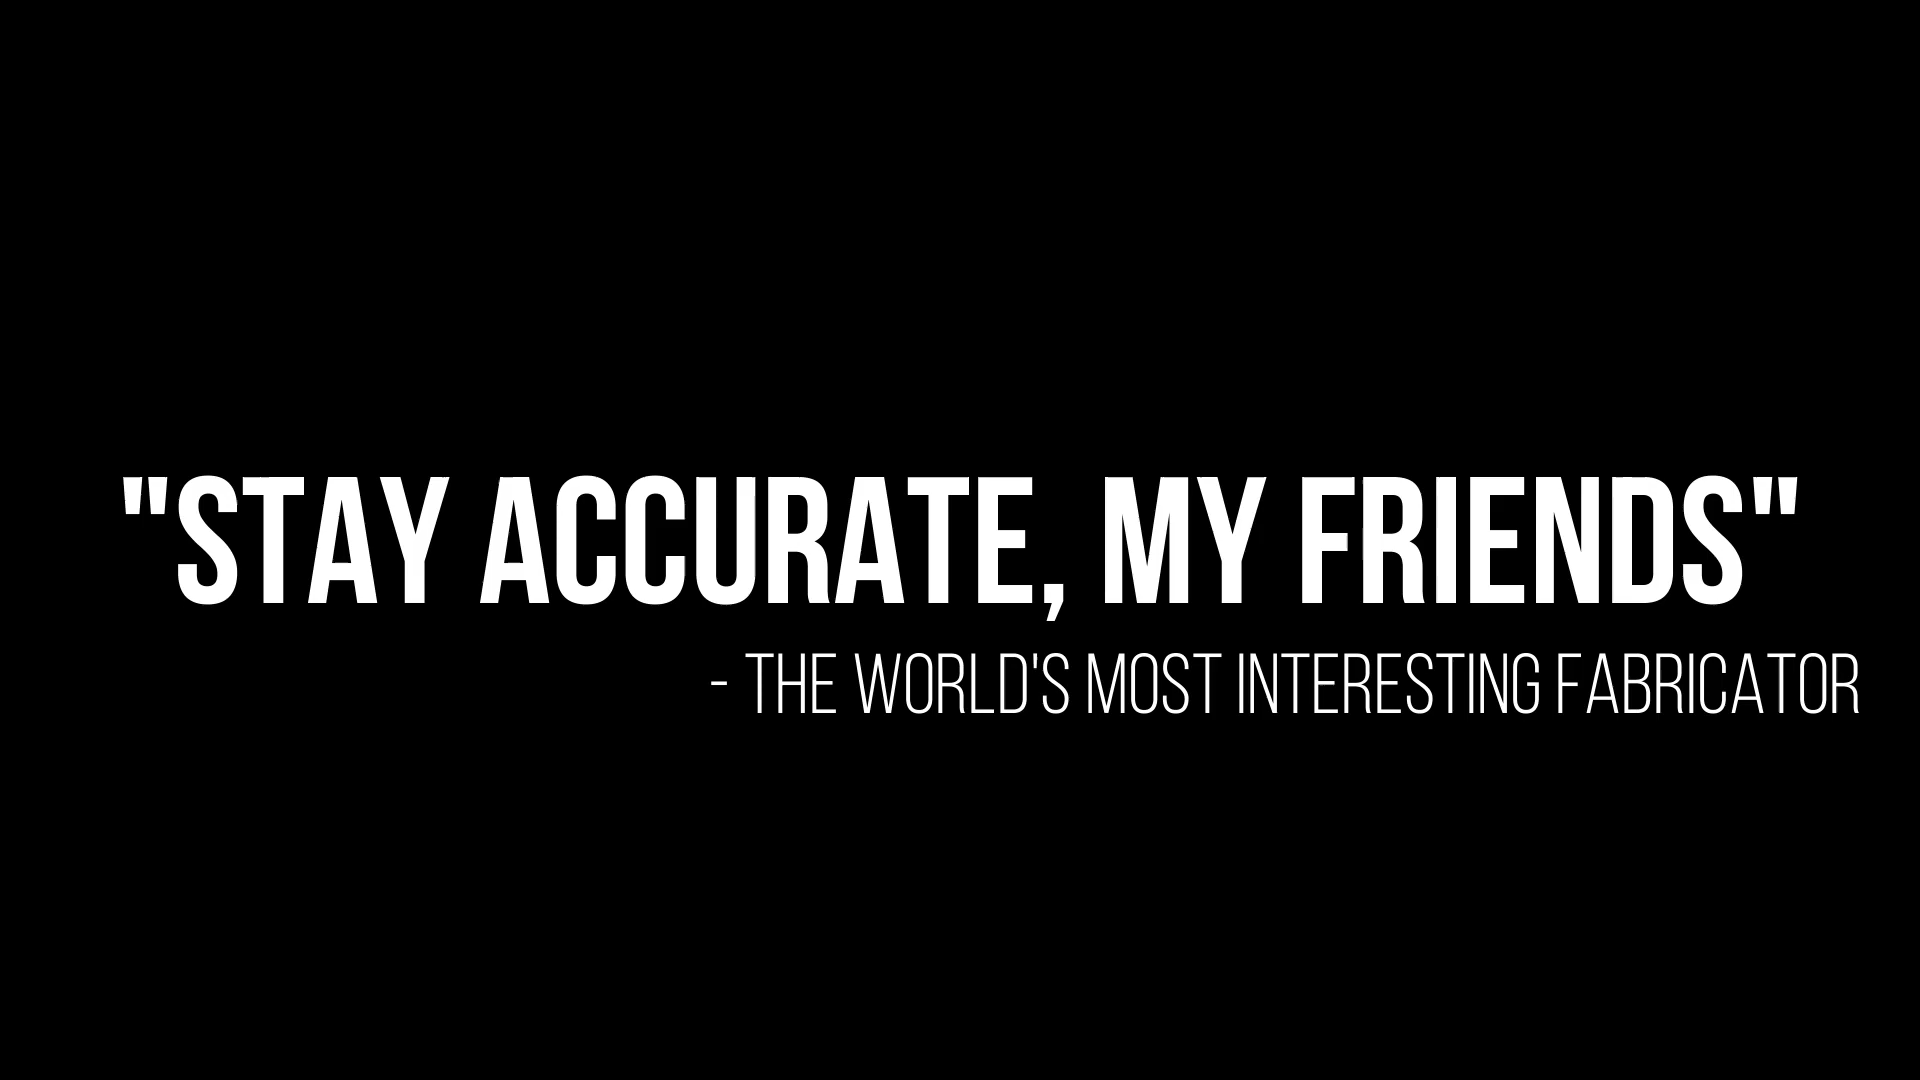 "STAY ACCURATE, MY FRIENDS"
- THE WORLD'S MOST INTERESTING FABRICATOR